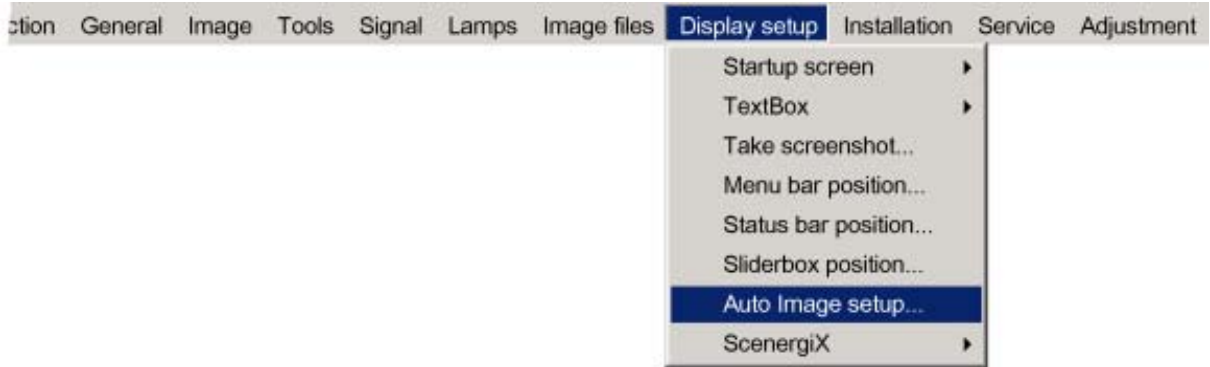 ction General Image Tools Signal Lamps Image files Display setup Installation Service Adjustment
Startup screen
TextBox
Take screenshot...
Menu bar position...
Status bar position...
Sliderbox position...
Auto Image setup...
ScenergiX